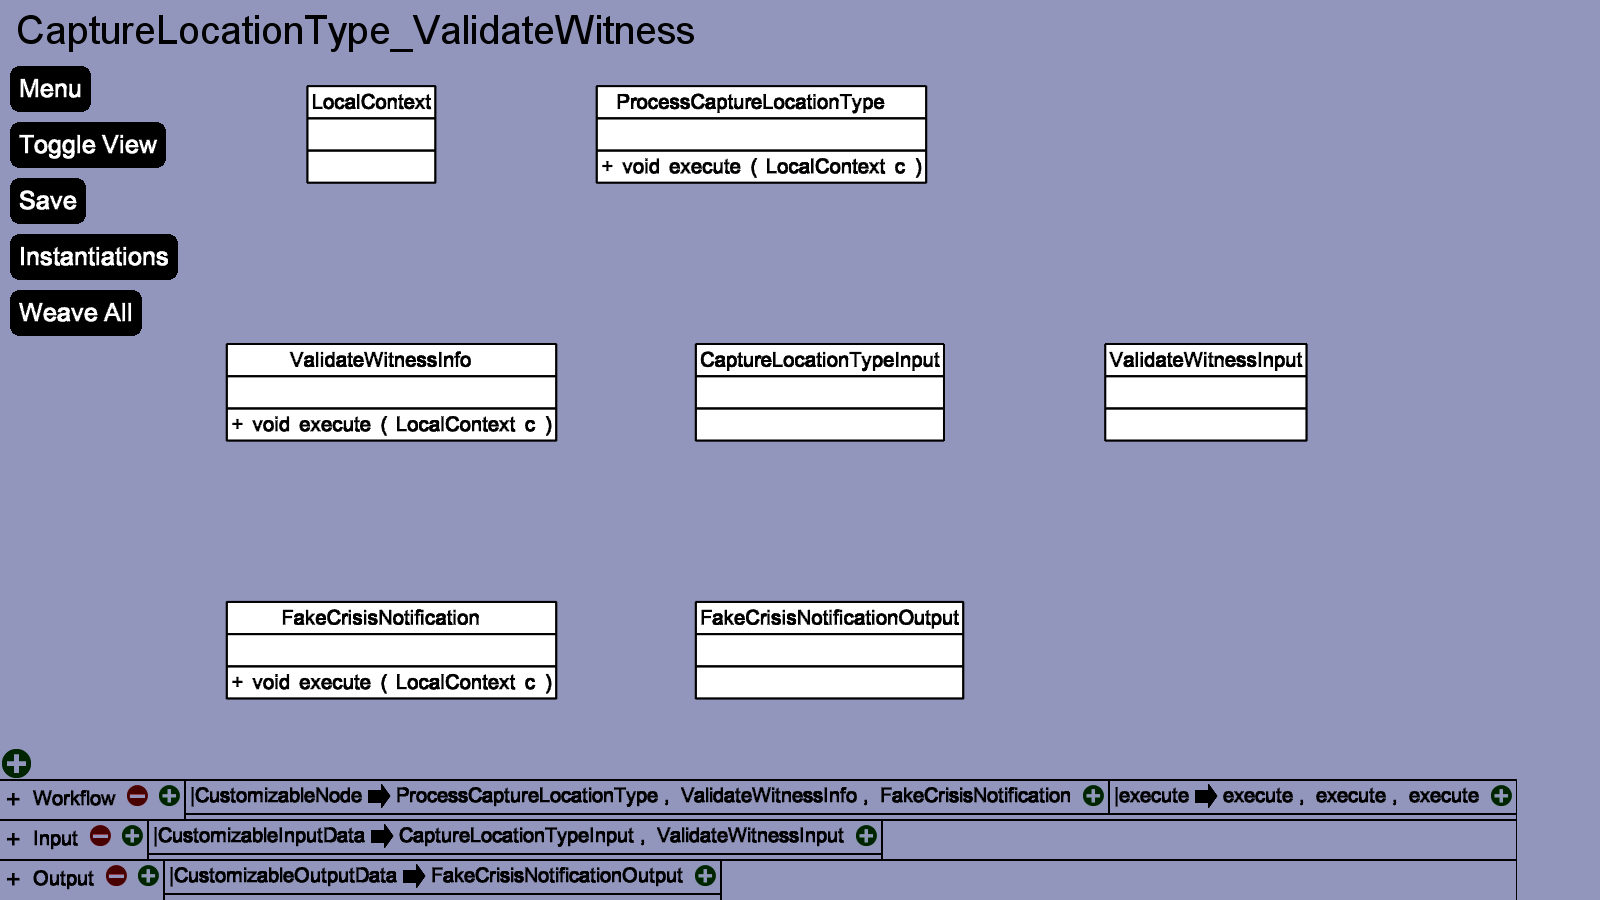 CaptureLocationType_ValidateWitness
Menu
Toggle View
Save
Instantiations
Weave All
LocalContext
ProcessCaptureLocationType
+ void execute ( LocalContext c )
ValidateWitnessInfo
+ void execute ( LocalContext c )
CaptureLocationTypeInput
ValidateWitnessInput
FakeCrisisNotification
+ void execute ( LocalContext c )
FakeCrisisNotificationOutput
+ Workflow |CustomizableNode ➡ ProcessCaptureLocationType , ValidateWitnessInfo , FakeCrisisNotification |execute ➡ execute , execute , execute
+ Input |CustomizableInputData ➡ CaptureLocationTypeInput , ValidateWitnessInput
+ Output |CustomizableOutputData ➡ FakeCrisisNotificationOutput